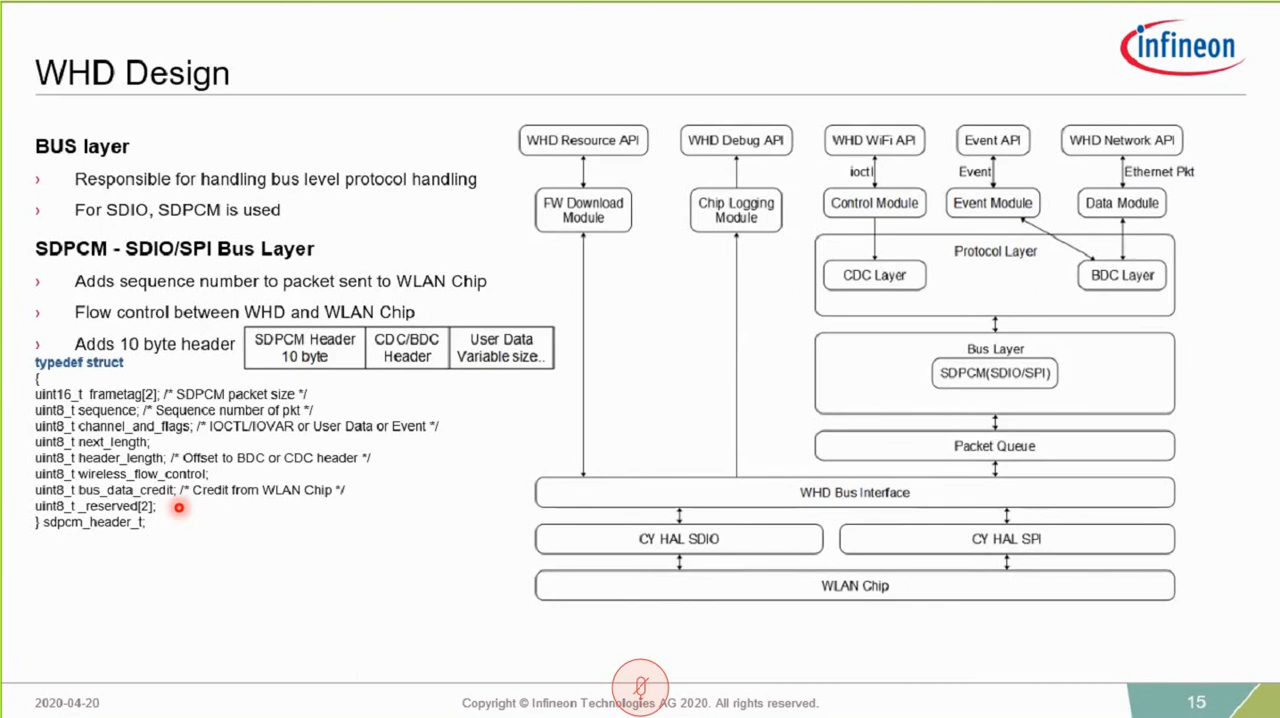 infineon
WHD Design
BUS layer
› Responsible for handling bus level protocol handling
› For SDIO, SDPCM is used
SDPCM - SDIO/SPI Bus Layer
› Adds sequence number to packet sent to WLAN Chip
› Flow control between WHD and WLAN Chip
› Adds 10 byte header
SDPCM Header
10 byte
CDC/BDC
Header
User Data
Variable size..
typedef struct
{
uint16_t frametag[2]; /* SDPCM packet size */
uint8_t sequence; /* Sequence number of pkt */
uint8_t channel_and_flags; /* IOCTL/IOVAR or User Data or Event */
uint8_t next_length;
uint8_t header_length; /* Offset to BDC or CDC header */
uint8_t wireless_flow_control;
uint8_t bus_data_credit; /* Credit from WLAN Chip */
uint8_t _reserved[2];
} sdpcm_header_t;
WHD Resource API
WHD Debug API
WHD WiFi API
Event API
WHD Network API
ioctl
Event
Ethernet Pkt
FW Download
Module
Chip Logging
Module
Control Module
Event Module
Data Module
Protocol Layer
CDC Layer
BDC Layer
Bus Layer
SDPCM(SDIO/SPI)
Packet Queue
WHD Bus Interface
CY HAL SDIO
CY HAL SPI
WLAN Chip
2020-04-20
Copyright © Infineon Technologies AG 2020. All rights reserved.
15